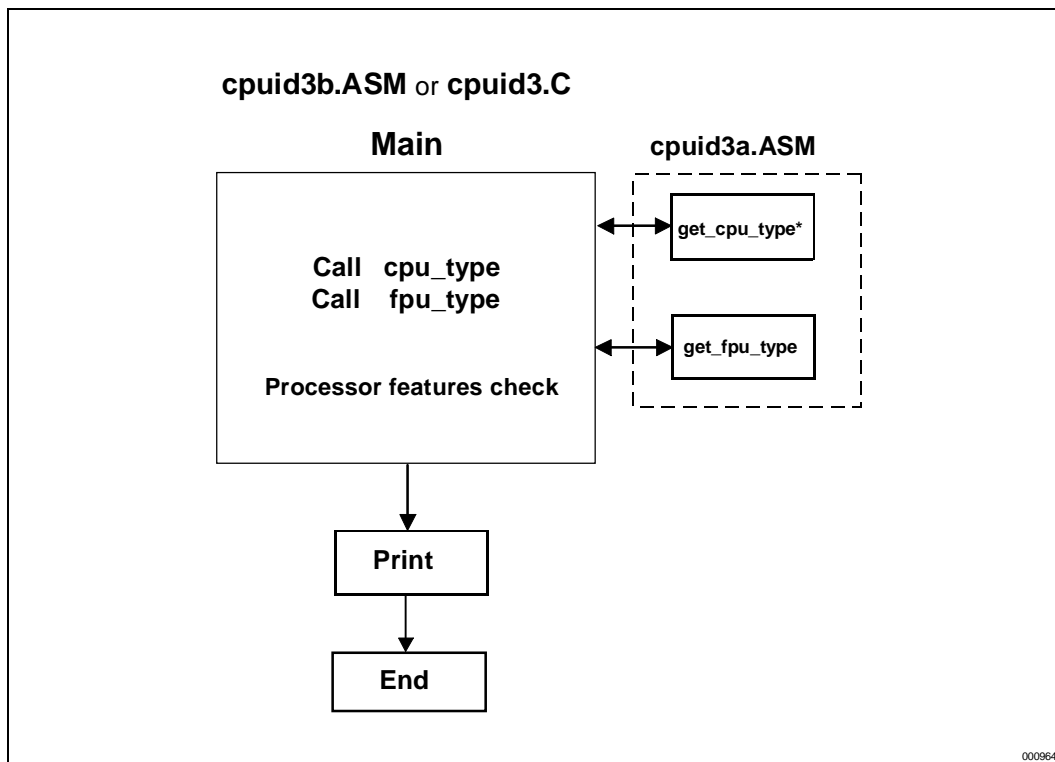 cpuid3b.ASM or cpuid3.C
Main
cpuid3a.ASM
get_cpu_type*
Call cpu_type
Call fpu_type
get_fpu_type
Processor features check
Print
End
000964